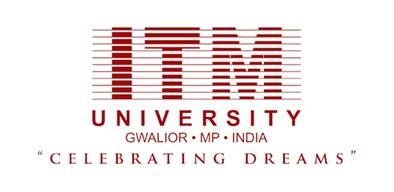 ITM
UNIVERSITY
GWALIOR • MP • INDIA
“CELEBRATING DREAMS”